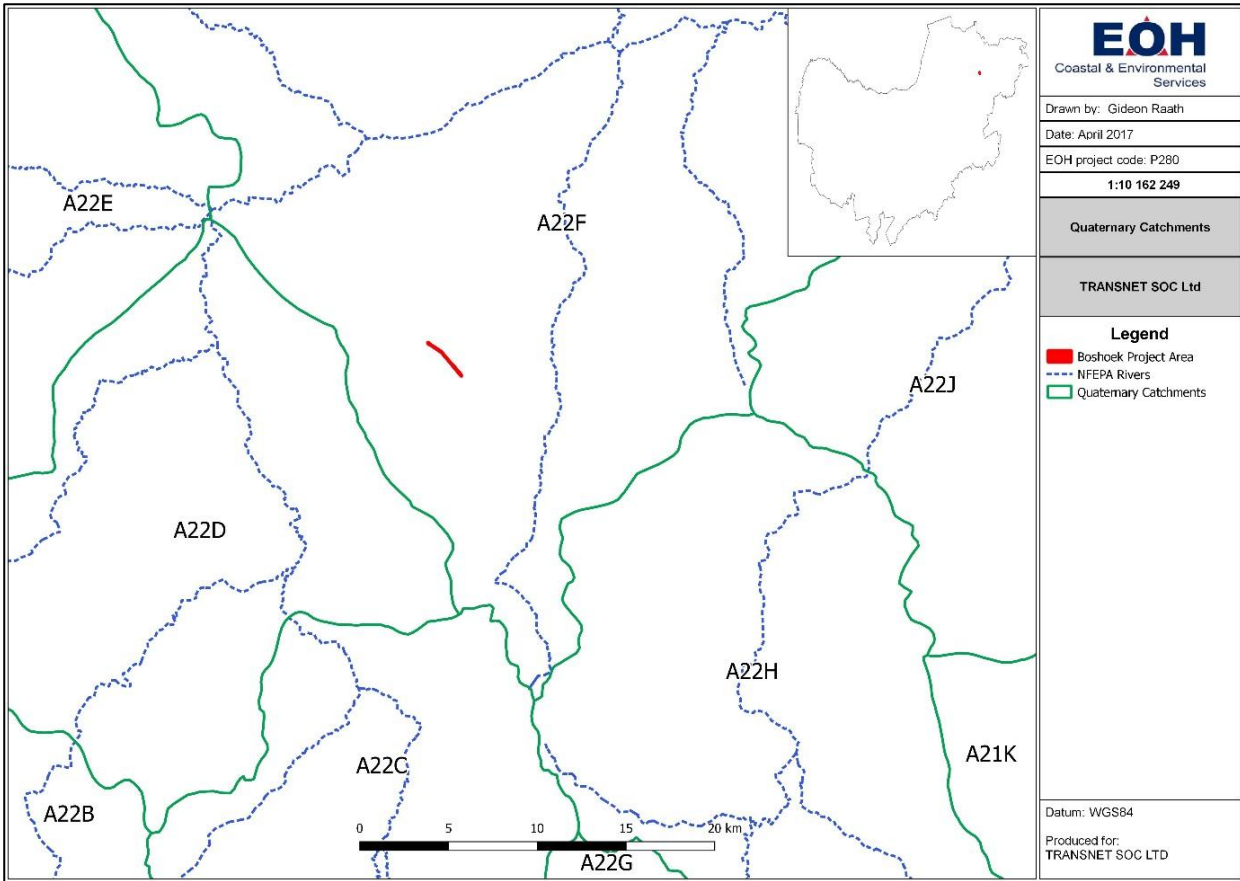 A22E
A22F
A22J
A22D
A22H
A22C
A21K
A22B
A22G
0 5 10 15 20 km
EOH
Coastal & Environmental
Services
Drawn by: Gideon Raath
Date: April 2017
EOH project code: P280
1:10 162 249
Quaternary Catchments
TRANSNET SOC Ltd
Legend
Boshoek Project Area
NFEPA Rivers
Quaternary Catchments
Datum: WGS84
Produced for:
TRANSNET SOC LTD